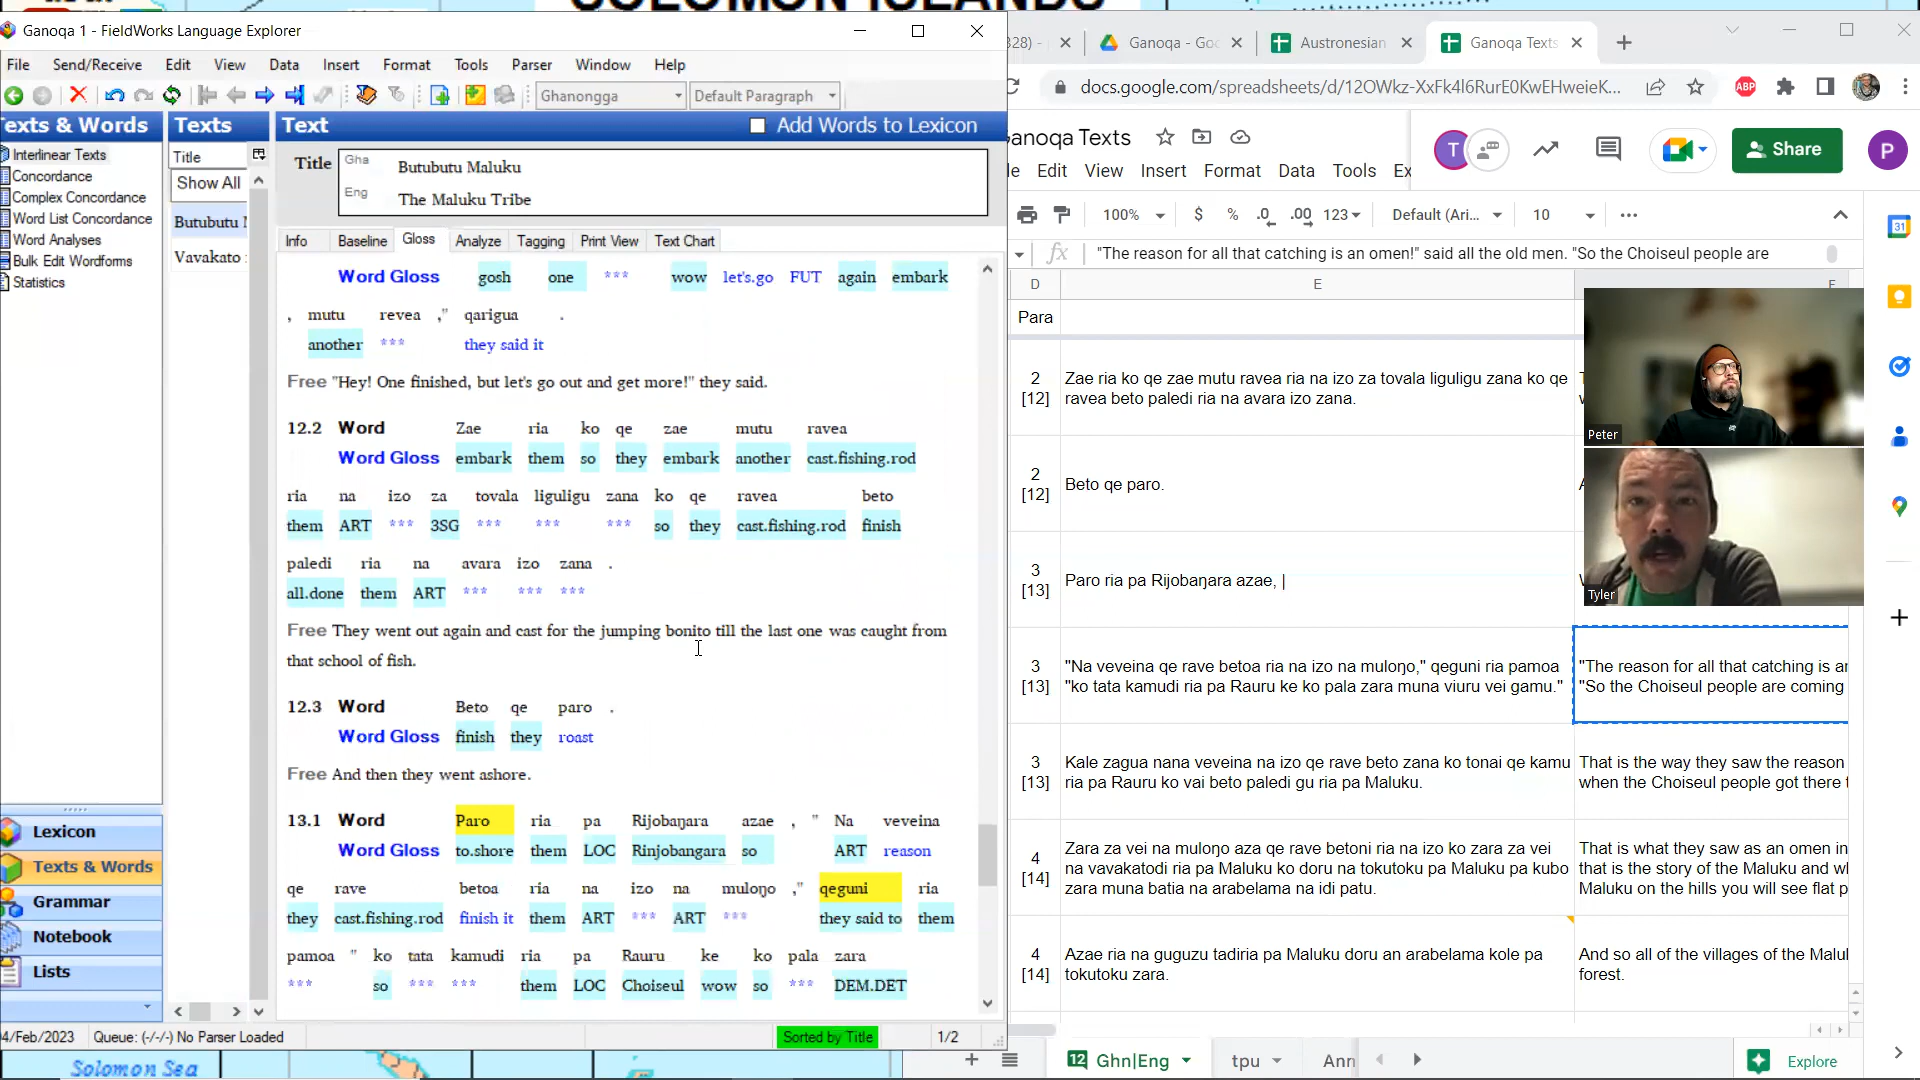 SOLOMON ISLANDS
Ganoqa 1 - FieldWorks Language Explorer
File Send/Receive Edit View Data Insert Format Tools Parser Window Help
Ghanongga Default Paragraph
Texts & Words
Interlinear Texts
Concordance
Complex Concordance
Word List Concordance
Word Analyses
Bulk Edit Wordforms
Statistics
Lexicon
Texts & Words
Grammar
Notebook
Lists
Texts
Title
Show All
Butubutu
Vavakato
Text
Add Words to Lexicon
Title
Gha Butubutu Maluku
Eng The Maluku Tribe
Info Baseline Gloss Analyze Tagging Print View Text Chart
Word Gloss gosh one *** wow let's.go FUT again embark
, mutu revea ," qarigua .
another *** they said it
Free "Hey! One finished, but let's go out and get more!" they said.
12.2 Word Zae ria ko qe zae mutu ravea
Word Gloss embark them so they embark another cast.fishing.rod
ria na izo za tovala liguligu zana ko qe ravea beto
them ART *** 3SG *** *** *** so they cast.fishing.rod finish
paledi ria na avara izo zana .
all.done them ART *** *** ***
Free They went out again and cast for the jumping bonito till the last one was caught from
that school of fish.
12.3 Word Beto qe paro .
Word Gloss finish they roast
Free And then they went ashore.
13.1 Word Paro ria pa Rijobaŋara azae , " Na veveina
Word Gloss to.shore them LOC Rinjobangara so ART reason
qe rave betoa ria na izo na muloŋo ," qeguni ria
they cast.fishing.rod finish it them ART *** ART *** they said to them
pamoa " ko tata kamudi ria pa Rauru ke ko pala zara
*** so *** *** them LOC Choiseul wow so *** DEM.DET
04/Feb/2023 Queue: (-/-/-) No Parser Loaded Sorted by Title 1/2
Solomon Sea
Ganoqa - Goo
Austronesian
Ganoqa Texts
docs.google.com/spreadsheets/d/12OWkz-XxFk4l6RurE0KwEHweieK...
ABP
Ganoqa Texts
Edit View Insert Format Data Tools Ex
T
Share
P
100% $ % .0 .00 123 Default (Ari... 10
fx "The reason for all that catching is an omen!" said all the old men. "So the Choiseul people are
D E F
Para
2
[12]
Zae ria ko qe zae mutu ravea ria na izo za tovala liguligu zana ko qe
ravea beto paledi ria na avara izo zana.
2
[12]
Beto qe paro.
3
[13]
Paro ria pa Rijobaŋara azae,
3
[13]
"Na veveina qe rave betoa ria na izo na muloŋo," qeguni ria pamoa
"ko tata kamudi ria pa Rauru ke ko pala zara muna viuru vei gamu."
"The reason for all that catching is an
"So the Choiseul people are coming
3
[13]
Kale zagua nana veveina na izo qe rave beto zana ko tonai qe kamu
ria pa Rauru ko vai beto paledi gu ria pa Maluku.
That is the way they saw the reason
when the Choiseul people got there
4
[14]
Zara za vei na muloŋo aza qe rave betoni ria na izo ko zara za vei
na vavakatodi ria pa Maluku ko doru na tokutoku pa Maluku pa kubo
zara muna batia na arabelama na idi patu.
That is what they saw as an omen in
that is the story of the Maluku and
Maluku on the hills you will see flat
4
[14]
Azae ria na guguzu tadiria pa Maluku doru an arabelama kole pa
tokutoku zara.
And so all of the villages of the
forest.
Peter
Tyler
31
12 Ghn|Eng
tpu
Ann
Explore